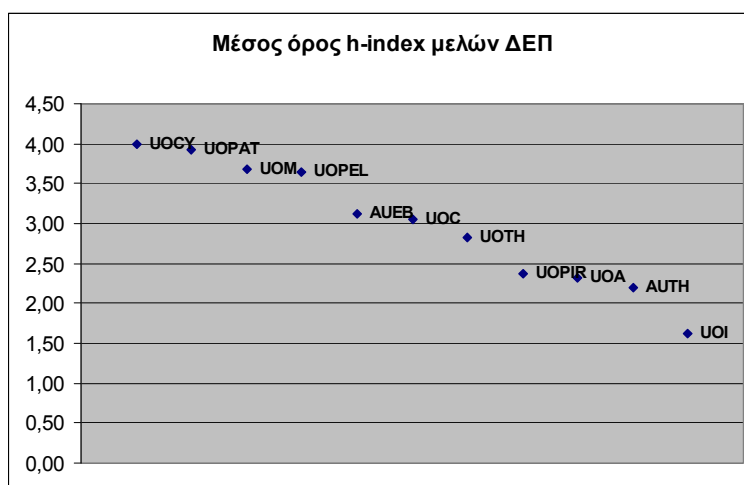 Μέσος όρος h-index μελών ΔΕΠ
4,50
4,00
3,50
3,00
2,50
2,00
1,50
1,00
0,50
0,00
UOCY
UOPAT
UOM
UOPEL
AUEB
UOC
UOTH
UOPIR
UOA
AUTH
UOI